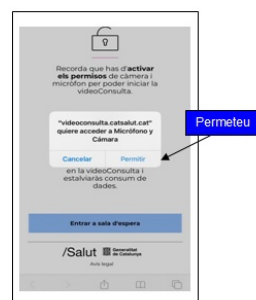 Recorda que has d'activar
els permisos de càmera i
micròfon per poder iniciar la
videoConsulta.
"videoconsulta.catsalut.cat"
quiere acceder a Micrófono y
Cámara
Cancelar Permitir
Permeteu
en la videoConsulta i
estalviaràs consum de
dades.
Entrar a sala d'espera
/Salut Generalitat
de Catalunya
Avís legal